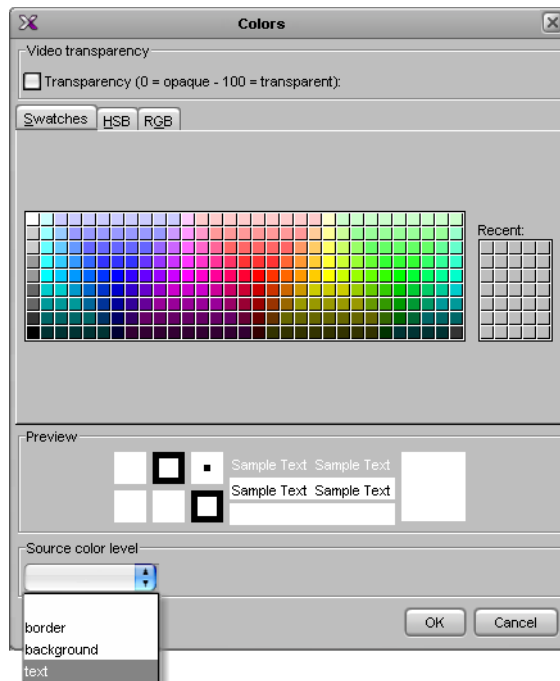 Colors
Video transparency
Transparency (0 = opaque - 100 = transparent):
Swatches HSB RGB
Recent:
Preview
Sample Text Sample Text
Sample Text Sample Text
Source color level
border
background
text
OK Cancel